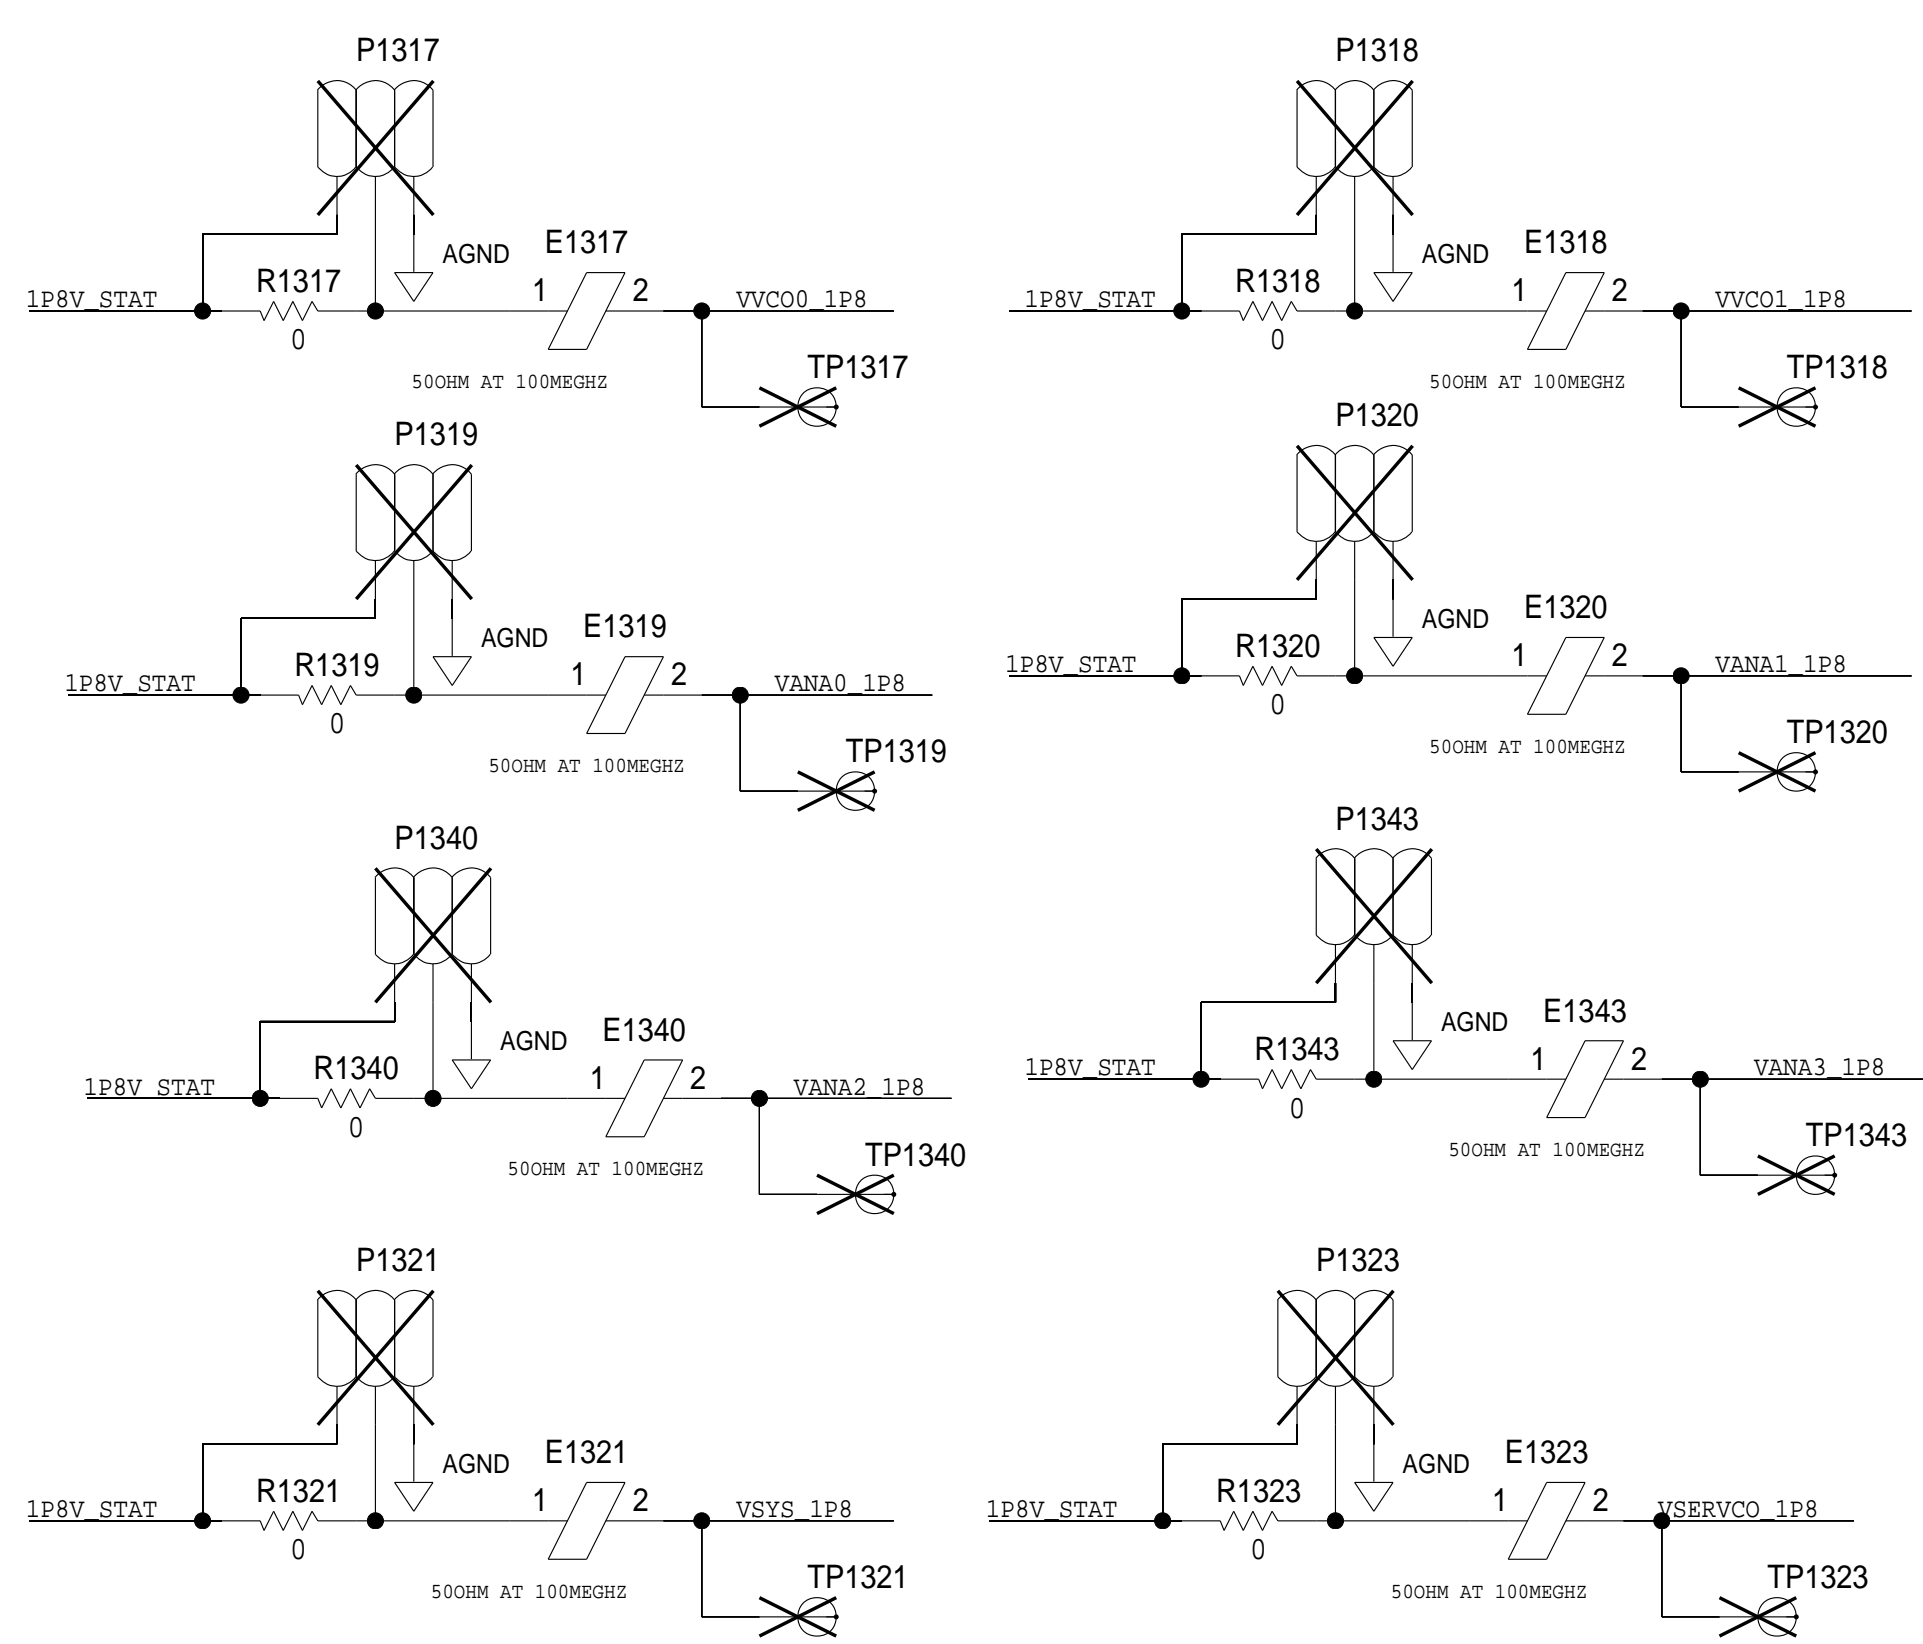 P1317
AGND
E1317
R1317
1 2
1P8V_STAT
VVCO0_1P8
0
TP1317
50OHM AT 100MEGHZ
P1318
AGND
E1318
R1318
1 2
1P8V_STAT
VVCO1_1P8
0
TP1318
50OHM AT 100MEGHZ
P1319
AGND
E1319
R1319
1 2
1P8V_STAT
VANA0_1P8
0
TP1319
50OHM AT 100MEGHZ
P1320
AGND
E1320
R1320
1 2
1P8V_STAT
VANA1_1P8
0
TP1320
50OHM AT 100MEGHZ
P1340
AGND
E1340
R1340
1 2
1P8V_STAT
VANA2_1P8
0
TP1340
50OHM AT 100MEGHZ
P1343
AGND
E1343
R1343
1 2
1P8V_STAT
VANA3_1P8
0
TP1343
50OHM AT 100MEGHZ
P1321
AGND
E1321
R1321
1 2
1P8V_STAT
VSYS_1P8
0
TP1321
50OHM AT 100MEGHZ
P1323
AGND
E1323
R1323
1 2
1P8V_STAT
VSERVCO_1P8
0
TP1323
50OHM AT 100MEGHZ